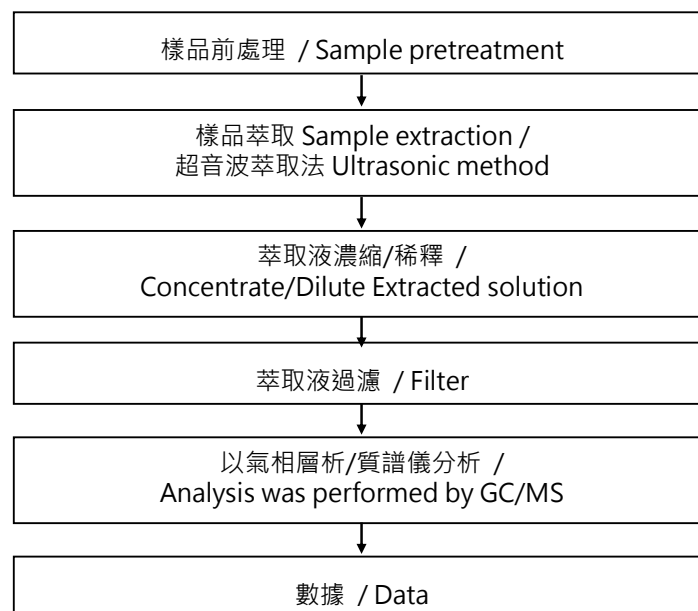 樣品前處理 / Sample pretreatment
樣品萃取 Sample extraction /
超音波萃取法 Ultrasonic method
萃取液濃縮/稀釋 /
Concentrate/Dilute Extracted solution
萃取液過濾 / Filter
以氣相層析/質譜儀分析 /
Analysis was performed by GC/MS
數據 / Data